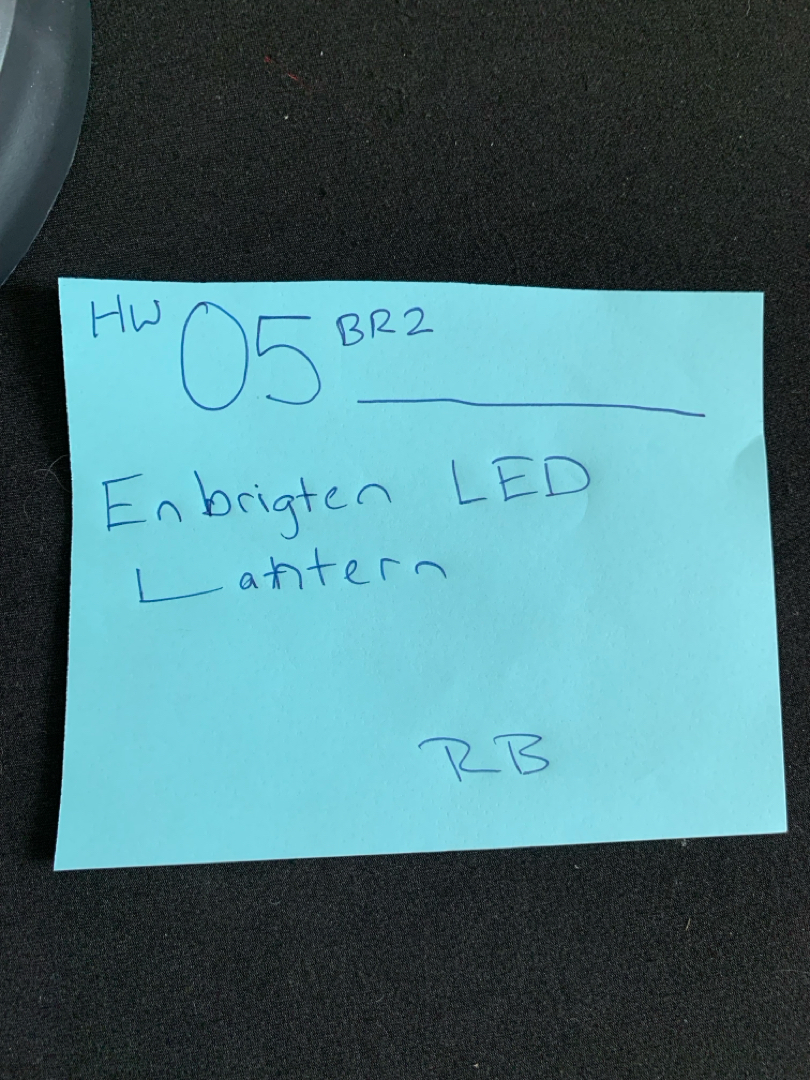 HW 05 BR2
Enbrigten LED
Lantern
RB